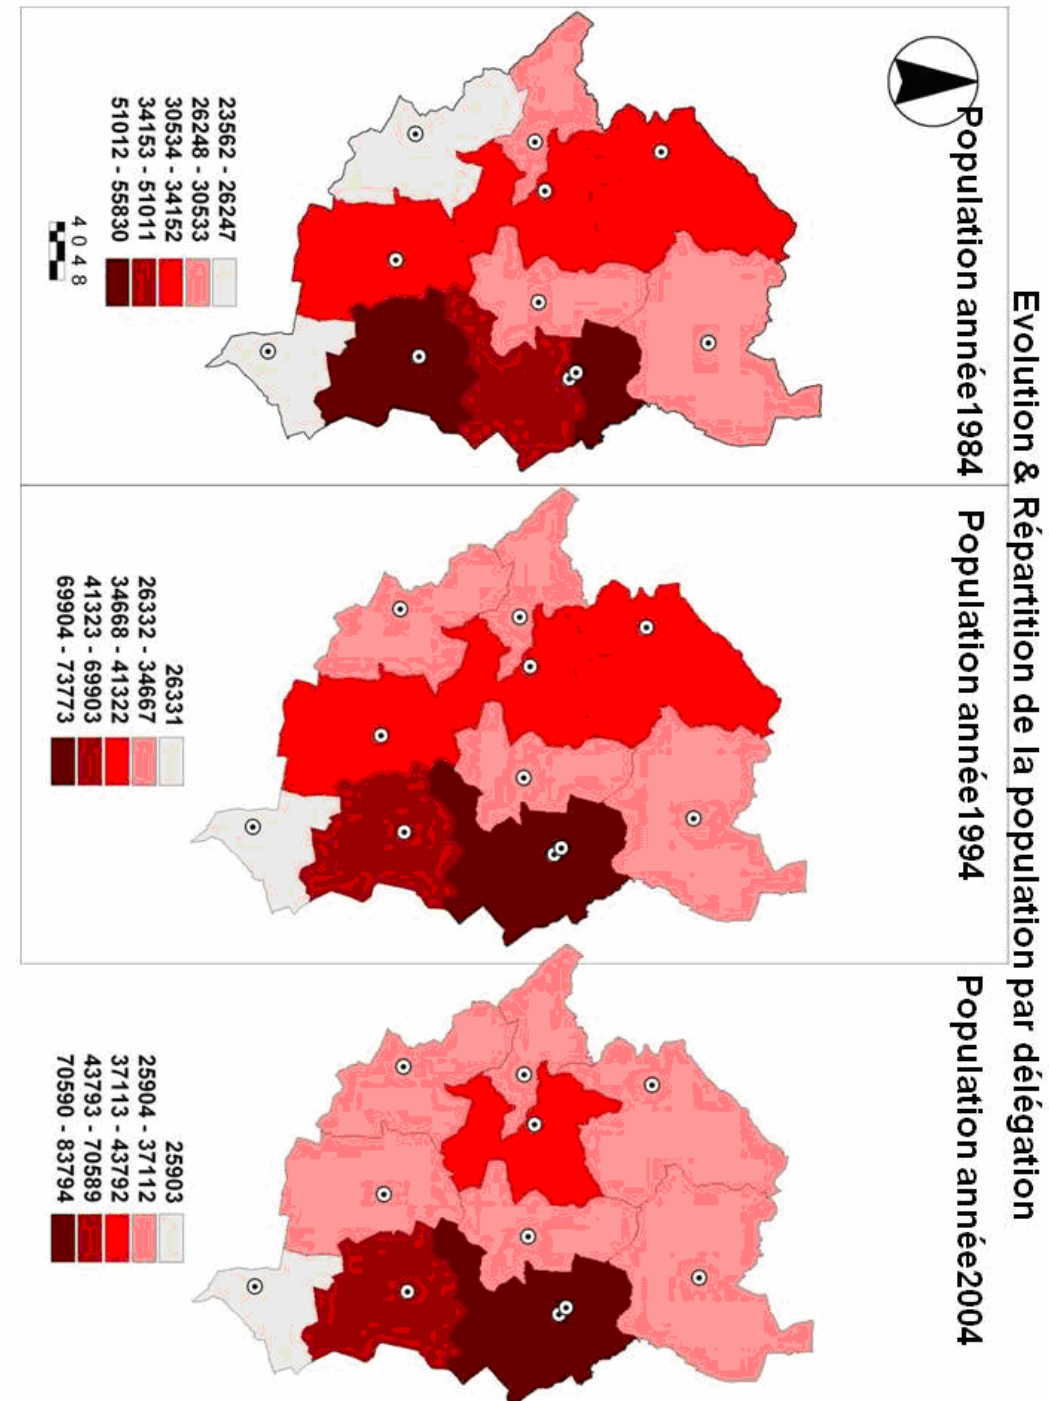 Evolution & Répartition de la population par délégation
Population année1984
23562 - 26247
26248 - 30533
30534 - 34152
34153 - 51011
51012 - 55830
4 0 4 8
Population année1994
26331
26332 - 34667
34668 - 41322
41323 - 69903
69904 - 73773
Population année2004
25903
25904 - 37112
37113 - 43792
43793 - 70589
70590 - 83794